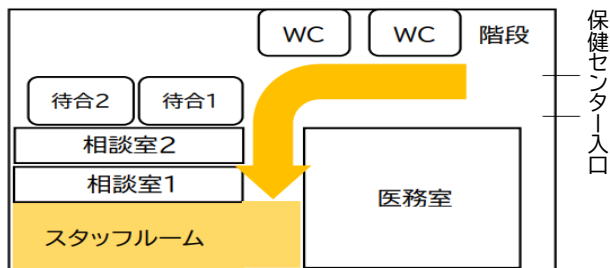 WC
WC
階段
保健センター入口
待合2
待合1
相談室2
相談室1
医務室
スタッフルーム